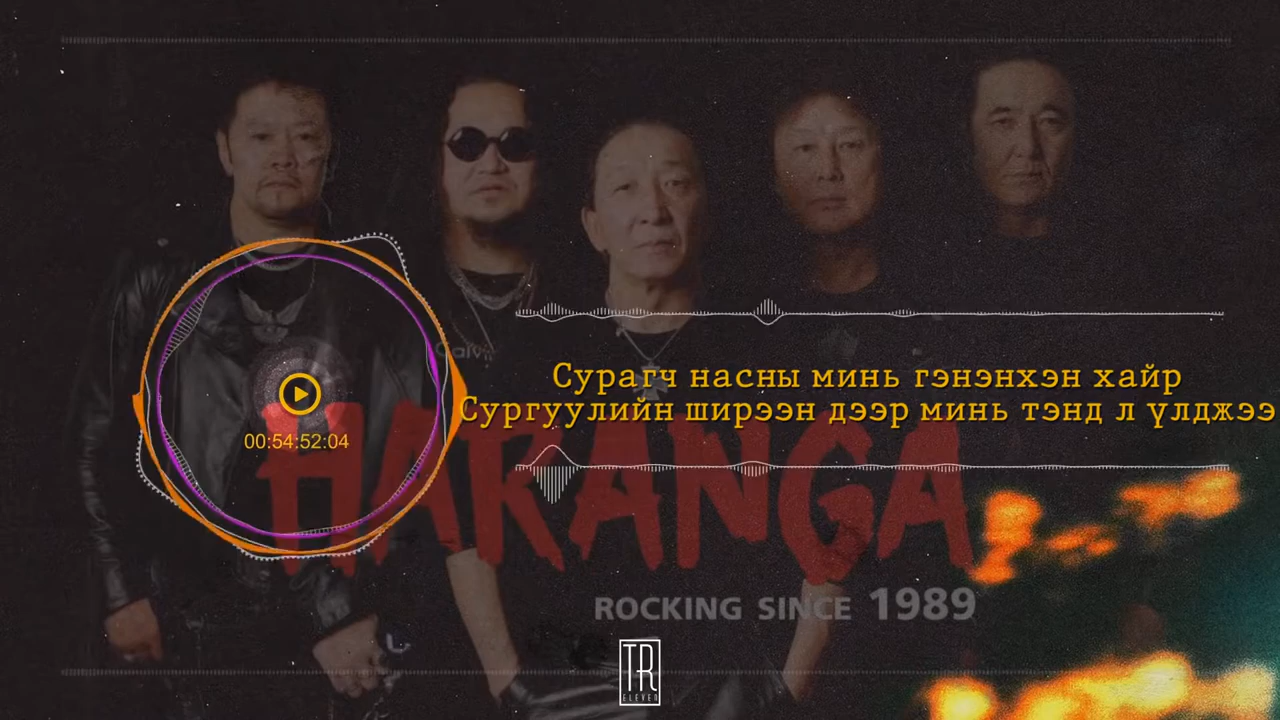 Calvin
Сурагч насны минь гэнэнхэн хайр
Сургуулийн ширээн дээр минь тэнд л үлджээ
00:54:52:04
HARANGA
ROCKING SINCE 1989
TR
ELEVEN